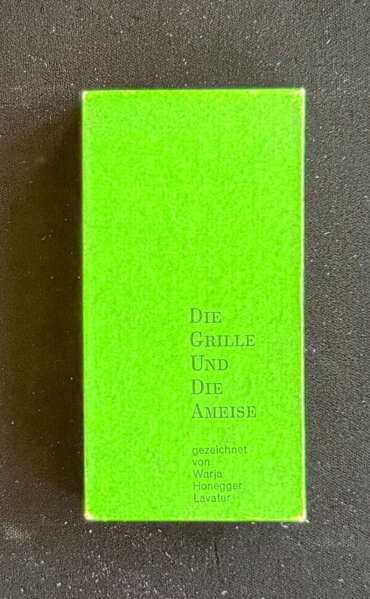 DIE
GRILLE
UND
DIE
AMEISE
gezeichnet
von
Warja
Honegger
Lavater